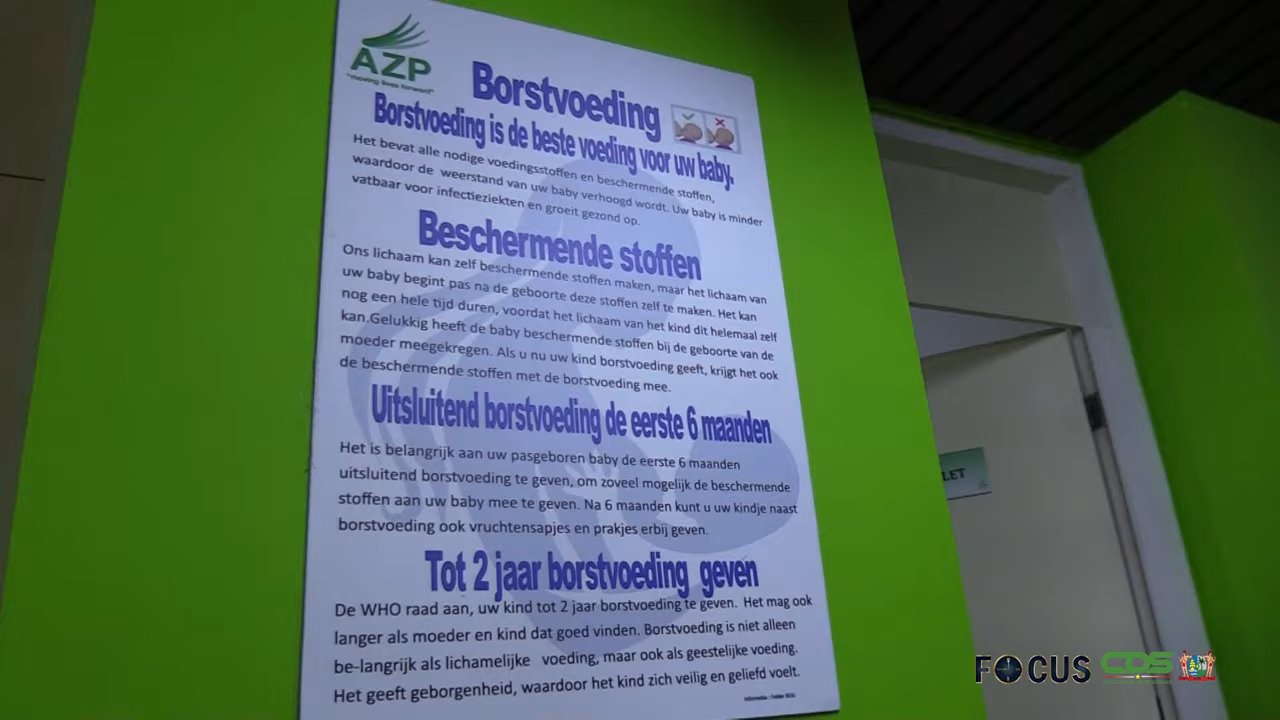 AZP
"moving lives forward"
Borstvoeding
Borstvoeding is de beste voeding voor uw baby.
Het bevat alle nodige voedingsstoffen en beschermende stoffen,
waardoor de weerstand van uw baby verhoogd wordt. Uw baby is minder
vatbaar voor infectieziekten en groeit gezond op.
Beschermende stoffen
Ons lichaam kan zelf beschermende stoffen maken, maar het lichaam van
uw baby begint pas na de geboorte deze stoffen zelf te maken. Het kan
nog een hele tijd duren, voordat het lichaam van het kind dit helemaal zelf
kan.Gelukkig heeft de baby beschermende stoffen bij de geboorte van de
moeder meegekregen. Als u nu uw kind borstvoeding geeft, krijgt het ook
de beschermende stoffen met de borstvoeding mee.
Uitsluitend borstvoeding de eerste 6 maanden
Het is belangrijk aan uw pasgeboren baby de eerste 6 maanden
uitsluitend borstvoeding te geven, om zoveel mogelijk de beschermende
stoffen aan uw baby mee te geven. Na 6 maanden kunt u uw kindje naast
borstvoeding ook vruchtensapjes en prakjes erbij geven.
Tot 2 jaar borstvoeding geven
De WHO raad aan, uw kind tot 2 jaar borstvoeding te geven. Het mag ook
langer als moeder en kind dat goed vinden. Borstvoeding is niet alleen
be-langrijk als lichamelijke voeding, maar ook als geestelijke voeding.
Het geeft geborgenheid, waardoor het kind zich veilig en geliefd voelt.
LET
FOCUS CDS